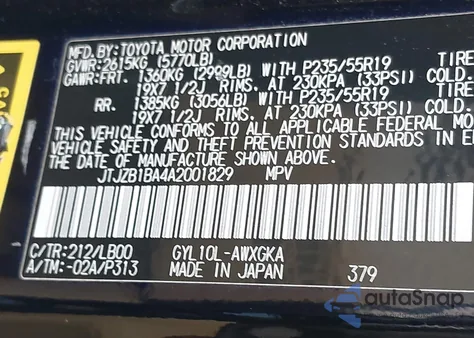 MFD.BY:TOYOTA MOTOR CORPORATION
GVWR:2615KG (5770LB)
GAWR:FRT. 1360KG (2999LB) WITH P235/55R19 TIRE
19X7 1/2J RIMS. AT 230KPA (33PSI) COLD.
RR. 1385KG (3056LB) WITH P235/55R19 TIRE
19X7 1/2J RIMS. AT 230KPA (33PSI) COLD.
THIS VEHICLE CONFORMS TO ALL APPLICABLE FEDERAL MO
VEHICLE SAFETY AND THEFT PREVENTION STANDARDS IN E
THE DATE OF MANUFACTURE SHOWN ABOVE.
JTJZB1BA4A2001829 MPV
C/TR:212/LB00 GYL10L-AWXGKA
A/TM:-02A/P313 MADE IN JAPAN 379
autoSnap